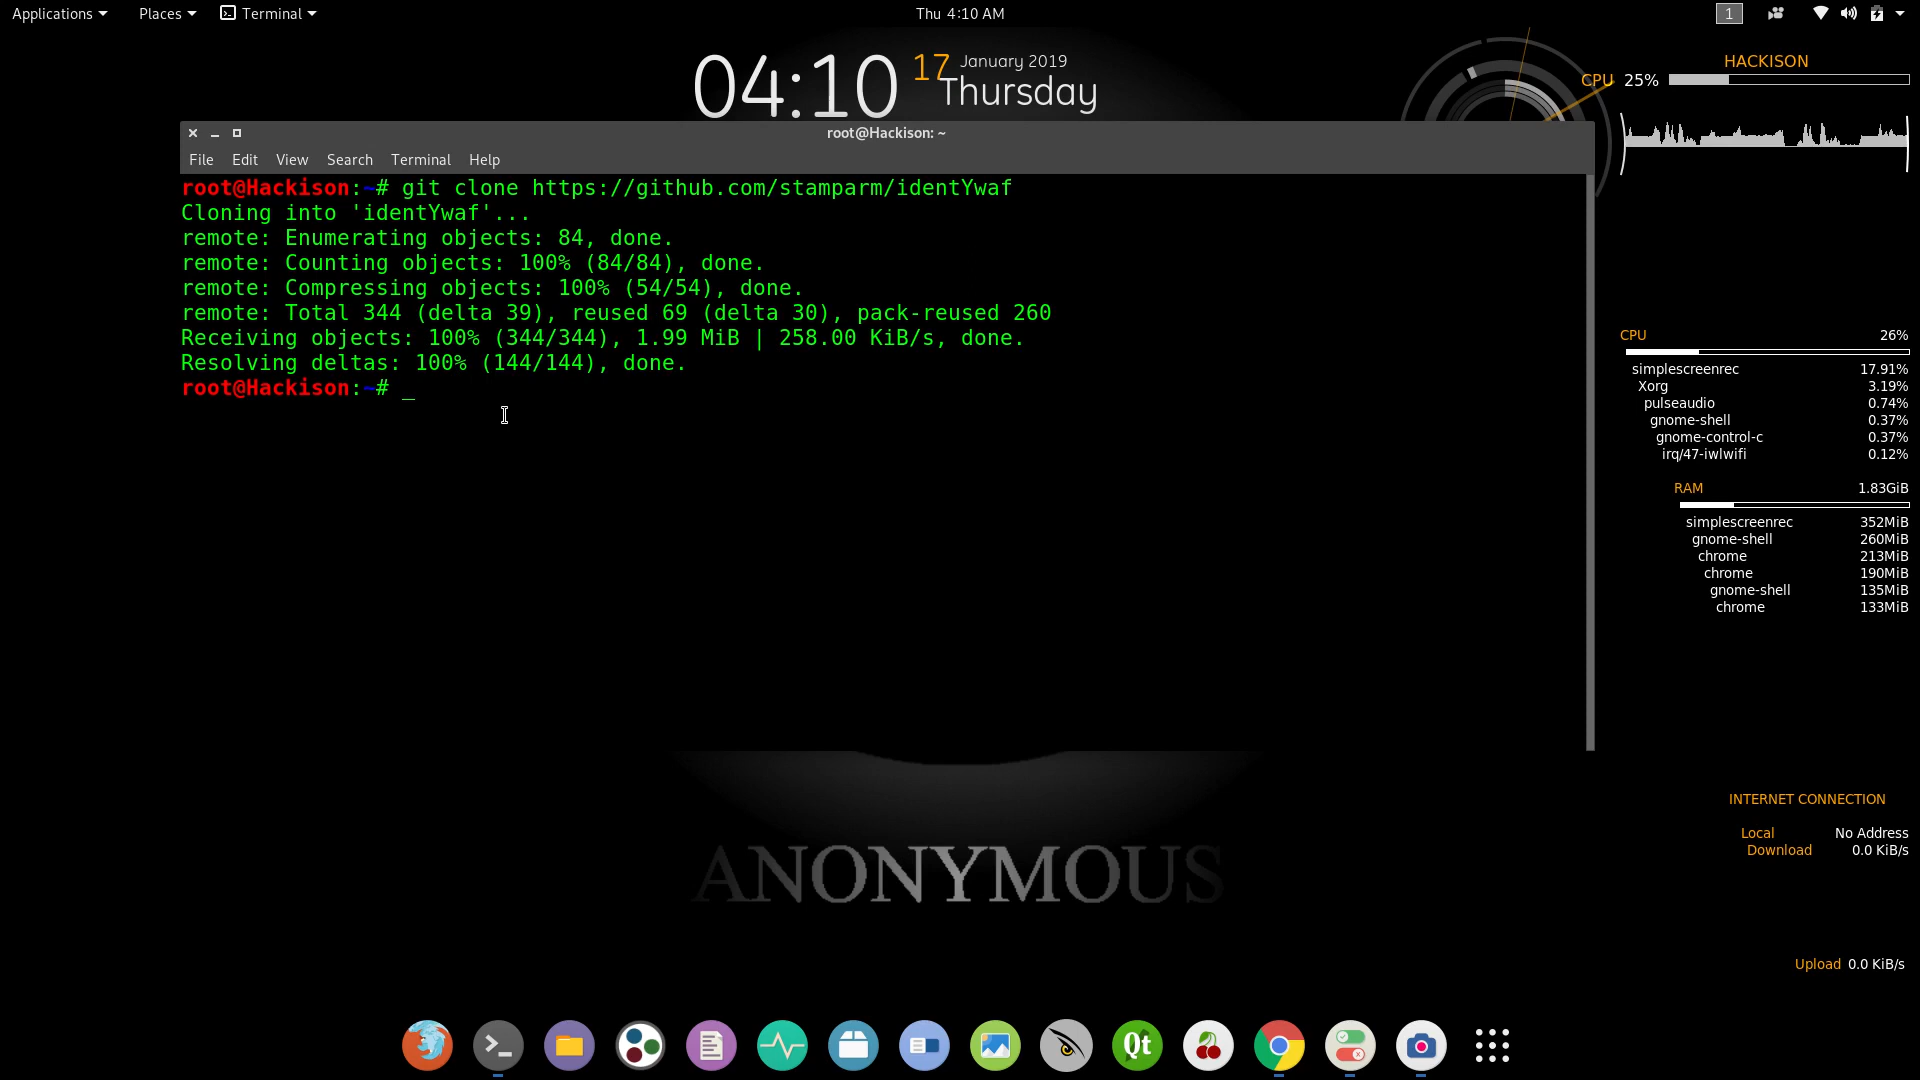 Applications Places Terminal Thu 4:10 AM 1
04:10 17 January 2019
Thursday
HACKISON
CPU 25%
root@Hackison: ~
File Edit View Search Terminal Help
root@Hackison:~# git clone https://github.com/stamparm/identYwaf
Cloning into 'identYwaf'...
remote: Enumerating objects: 84, done.
remote: Counting objects: 100% (84/84), done.
remote: Compressing objects: 100% (54/54), done.
remote: Total 344 (delta 39), reused 69 (delta 30), pack-reused 260
Receiving objects: 100% (344/344), 1.99 MiB | 258.00 KiB/s, done.
Resolving deltas: 100% (144/144), done.
root@Hackison:~# _
CPU 26%
simplescreenrec 17.91%
Xorg 3.19%
pulseaudio 0.74%
gnome-shell 0.37%
gnome-control-c 0.37%
irq/47-iwlwifi 0.12%
RAM 1.83GiB
simplescreenrec 352MiB
gnome-shell 260MiB
chrome 213MiB
chrome 190MiB
gnome-shell 135MiB
chrome 133MiB
INTERNET CONNECTION
Local No Address
Download 0.0 KiB/s
ANONYMOUS
Upload 0.0 KiB/s
Qt